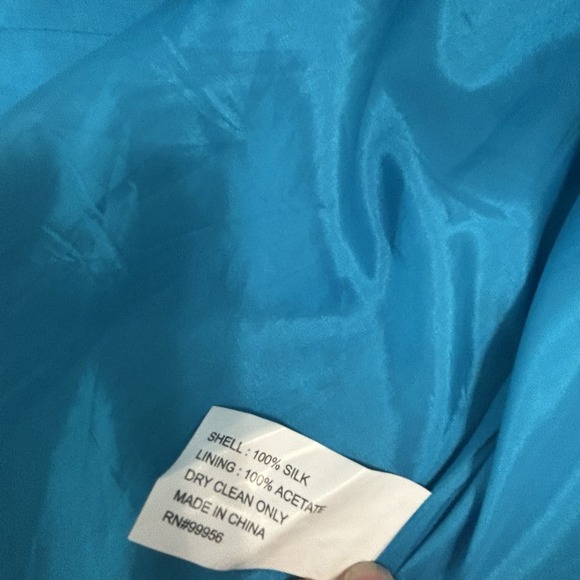 SHELL : 100% SILK
LINING : 100% ACETATE
DRY CLEAN ONLY
MADE IN CHINA
RN#99956